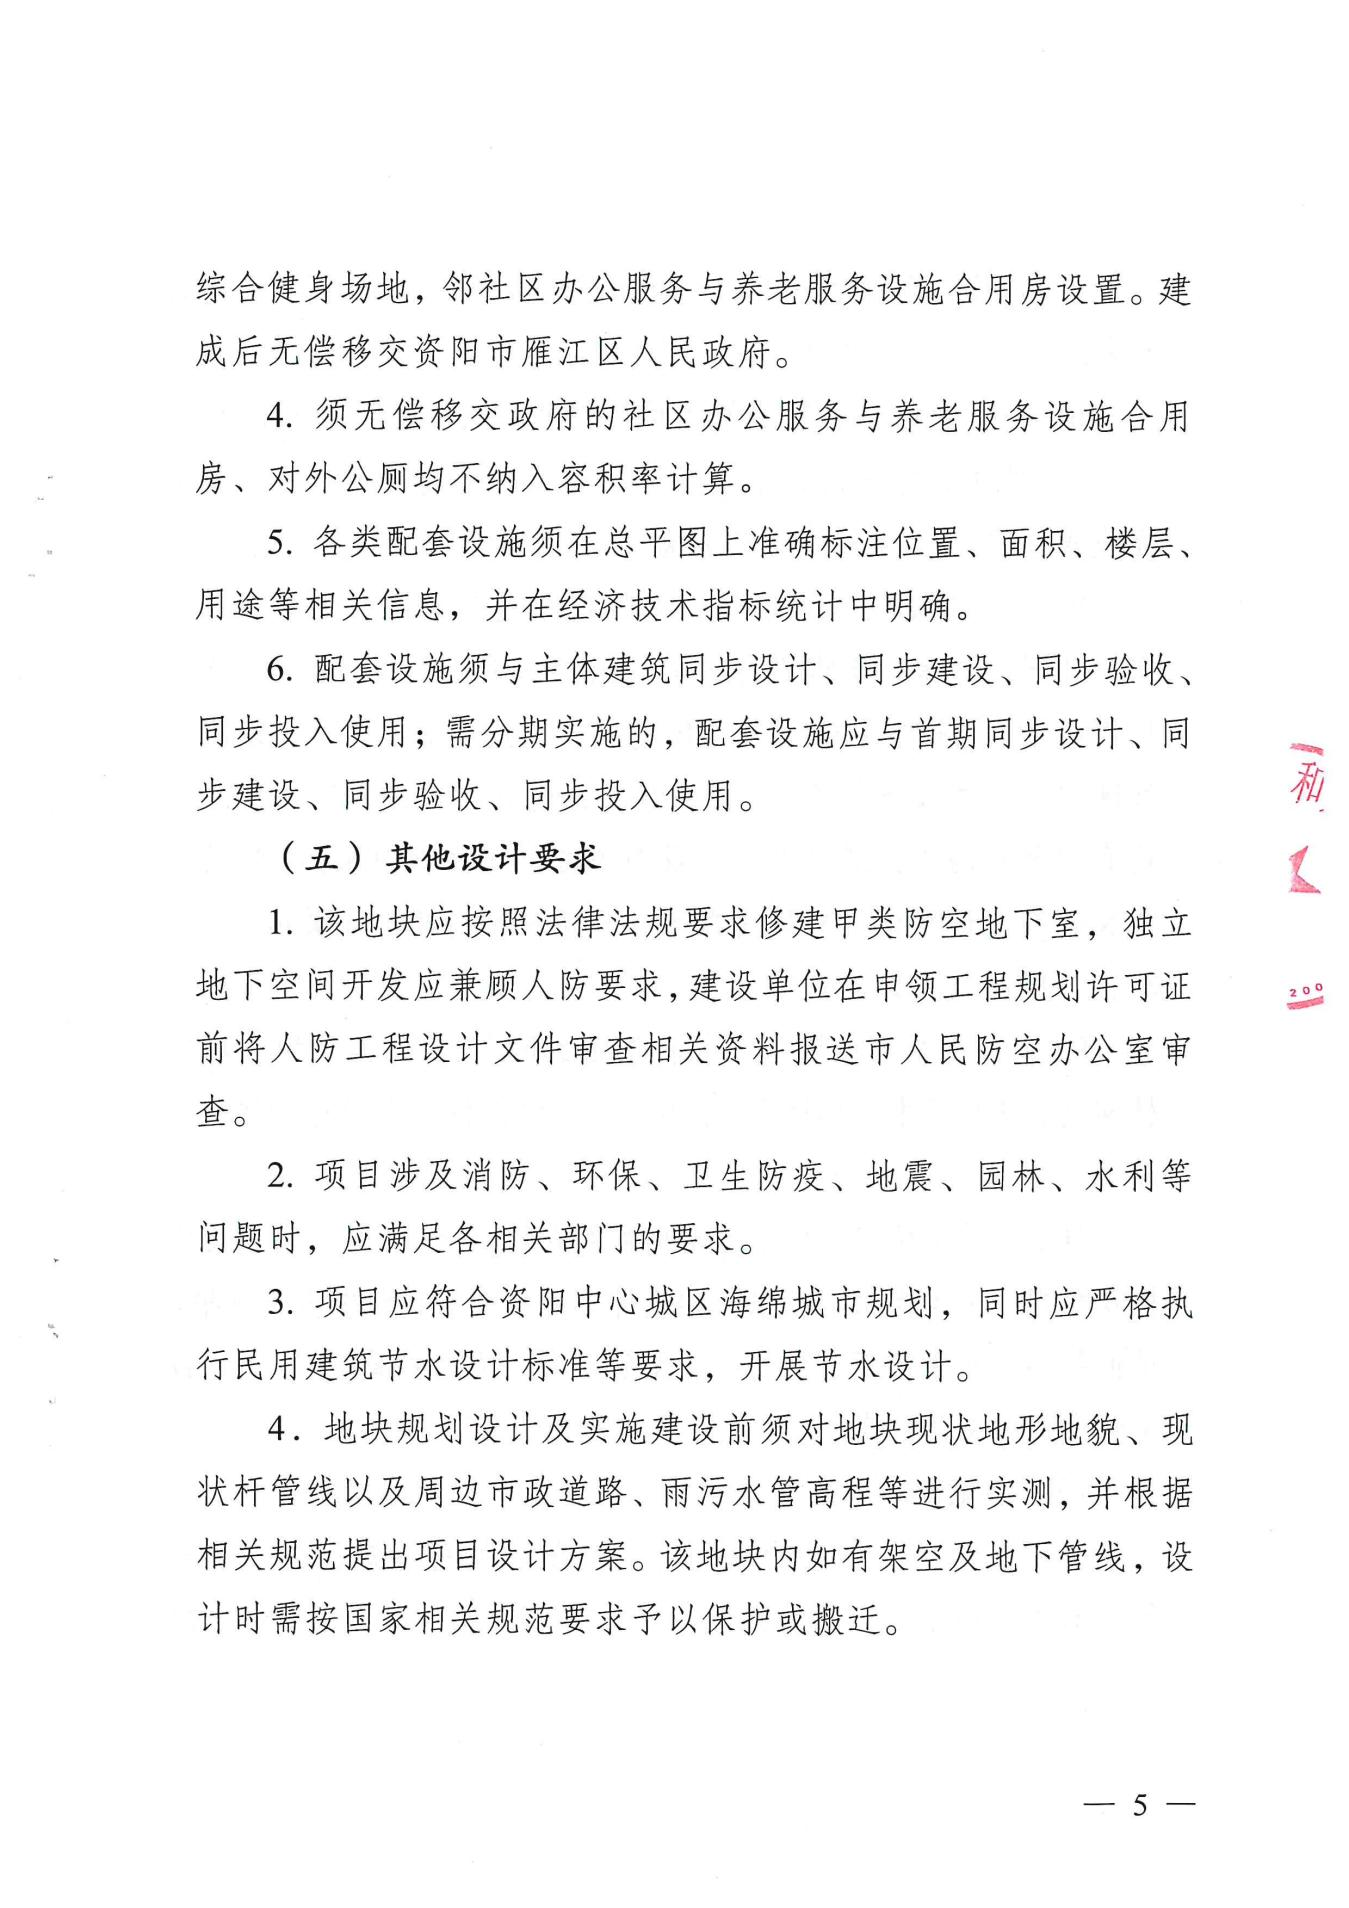 综合健身场地，邻社区办公服务与养老服务设施合用房设置。建
成后无偿移交资阳市雁江区人民政府。
4. 须无偿移交政府的社区办公服务与养老服务设施合用
房、对外公厕均不纳入容积率计算。
5. 各类配套设施须在总平图上准确标注位置、面积、楼层、
用途等相关信息，并在经济技术指标统计中明确。
6. 配套设施须与主体建筑同步设计、同步建设、同步验收、
同步投入使用；需分期实施的，配套设施应与首期同步设计、同
步建设、同步验收、同步投入使用。
（五）其他设计要求
1. 该地块应按照法律法规要求修建甲类防空地下室，独立
地下空间开发应兼顾人防要求，建设单位在申领工程规划许可证
前将人防工程设计文件审查相关资料报送市人民防空办公室审
查。
2. 项目涉及消防、环保、卫生防疫、地震、园林、水利等
问题时，应满足各相关部门的要求。
3. 项目应符合资阳中心城区海绵城市规划，同时应严格执
行民用建筑节水设计标准等要求，开展节水设计。
4. 地块规划设计及实施建设前须对地块现状地形地貌、现
状杆管线以及周边市政道路、雨污水管高程等进行实测，并根据
相关规范提出项目设计方案。该地块内如有架空及地下管线，设
计时需按国家相关规范要求予以保护或搬迁。
和
200
— 5 —